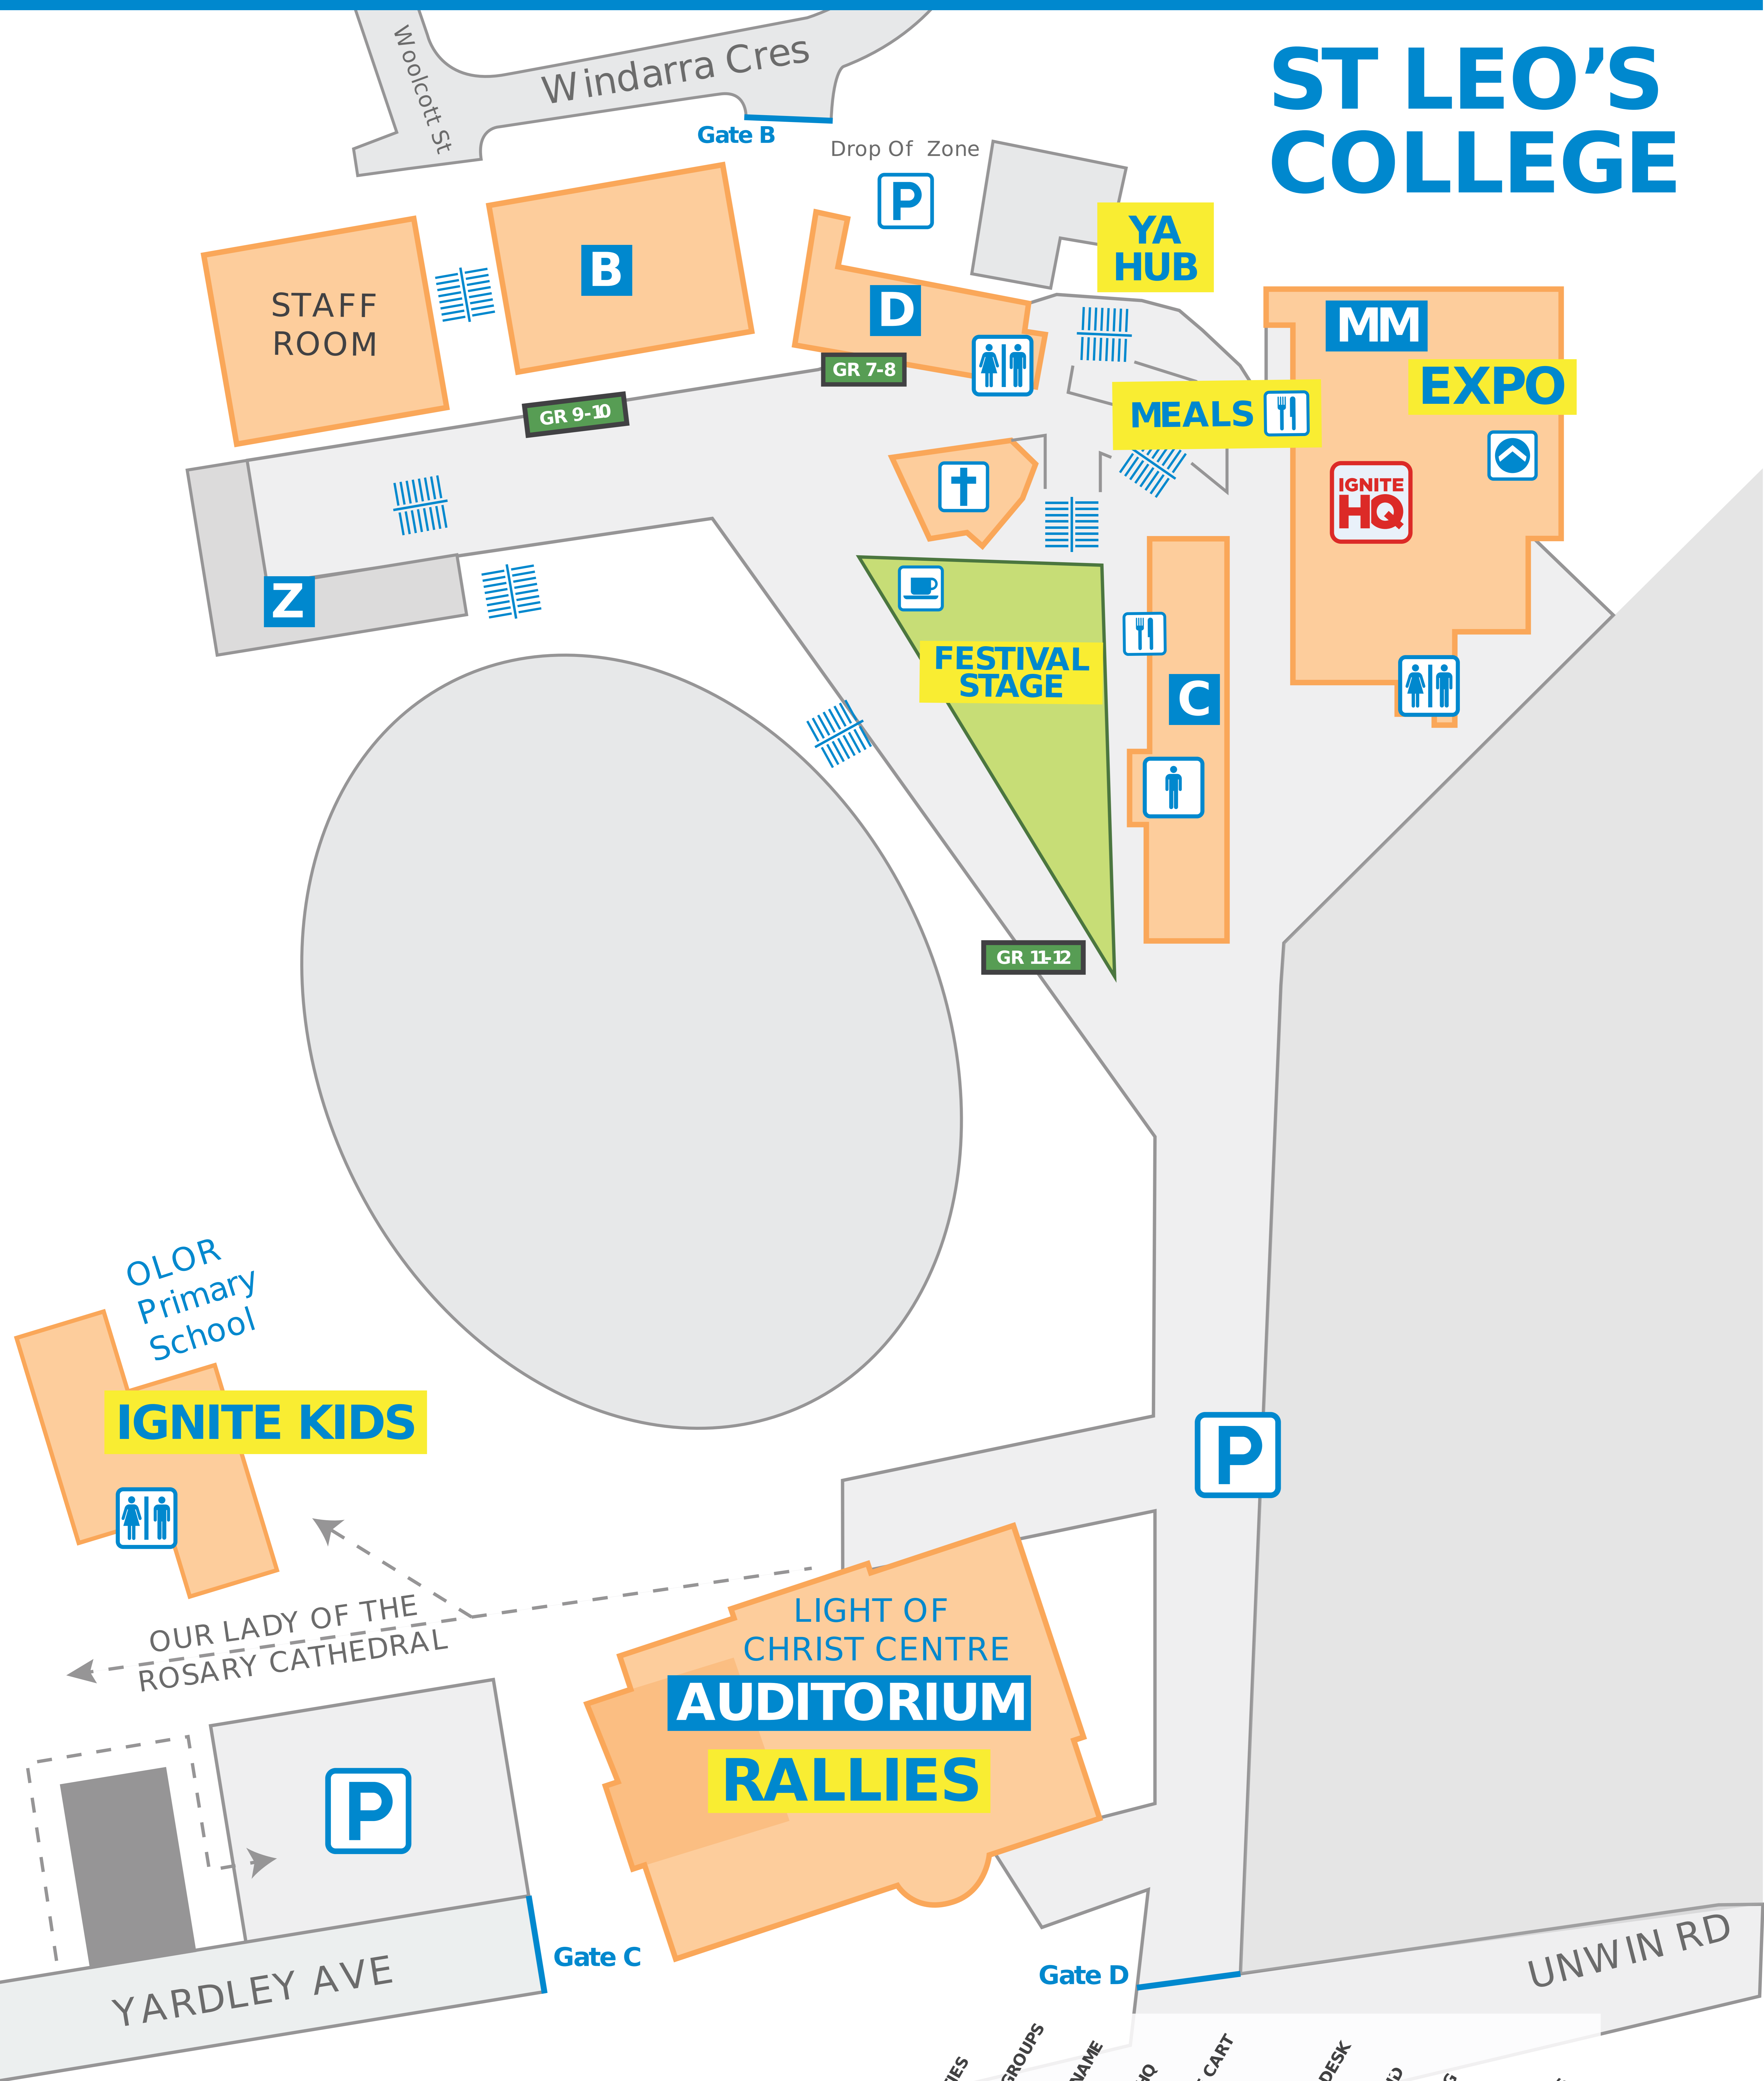 ST LEO'S
COLLEGE
Woolcott St
Windarra Cres
Gate B
Drop Of Zone
P
YA
HUB
STAFF
ROOM
B
D
MM
EXPO
GR 7-8
GR 9-10
MEALS
IGNITE
HQ
Z
FESTIVAL
STAGE
C
GR 11-12
OLOR
Primary
School
IGNITE KIDS
P
LIGHT OF
CHRIST CENTRE
AUDITORIUM
RALLIES
OUR LADY OF THE
ROSARY CATHEDRAL
P
Gate C
YARDLEY AVE
Gate D
UNWIN RD
GROUPS
CART
DESK